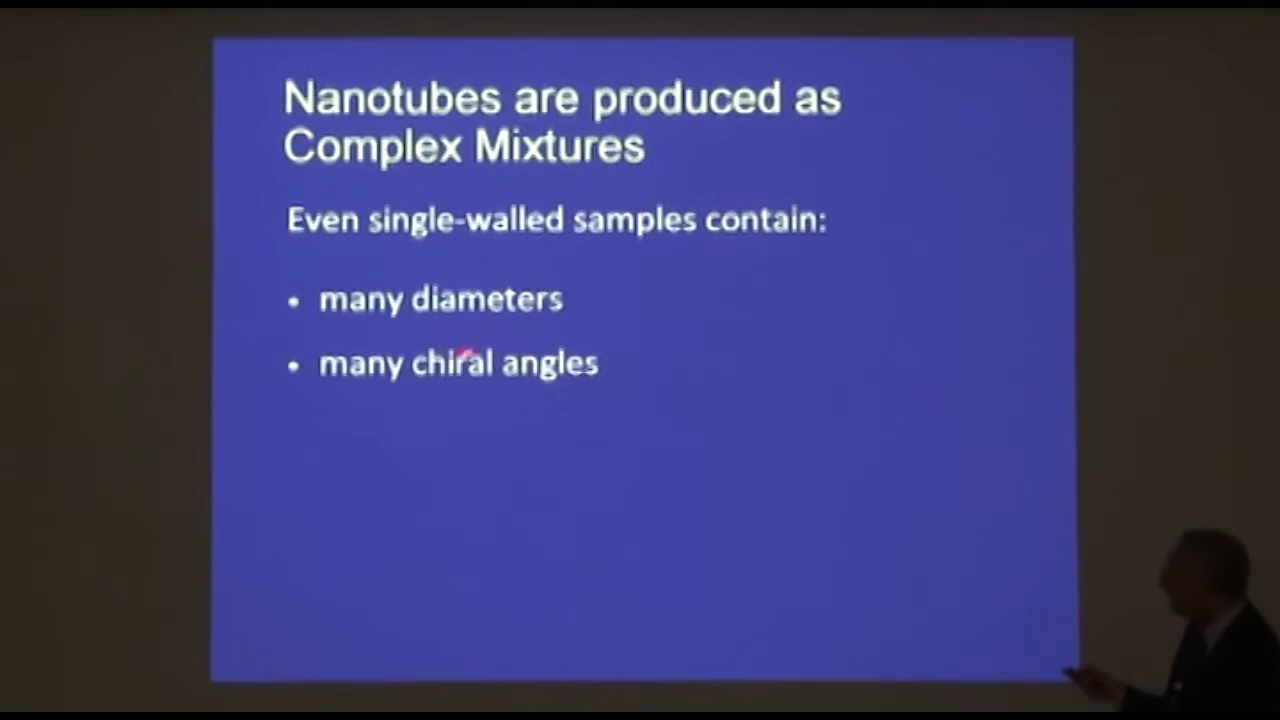 Nanotubes are produced as
Complex Mixtures
Even single-walled samples contain:
• many diameters
• many chiral angles